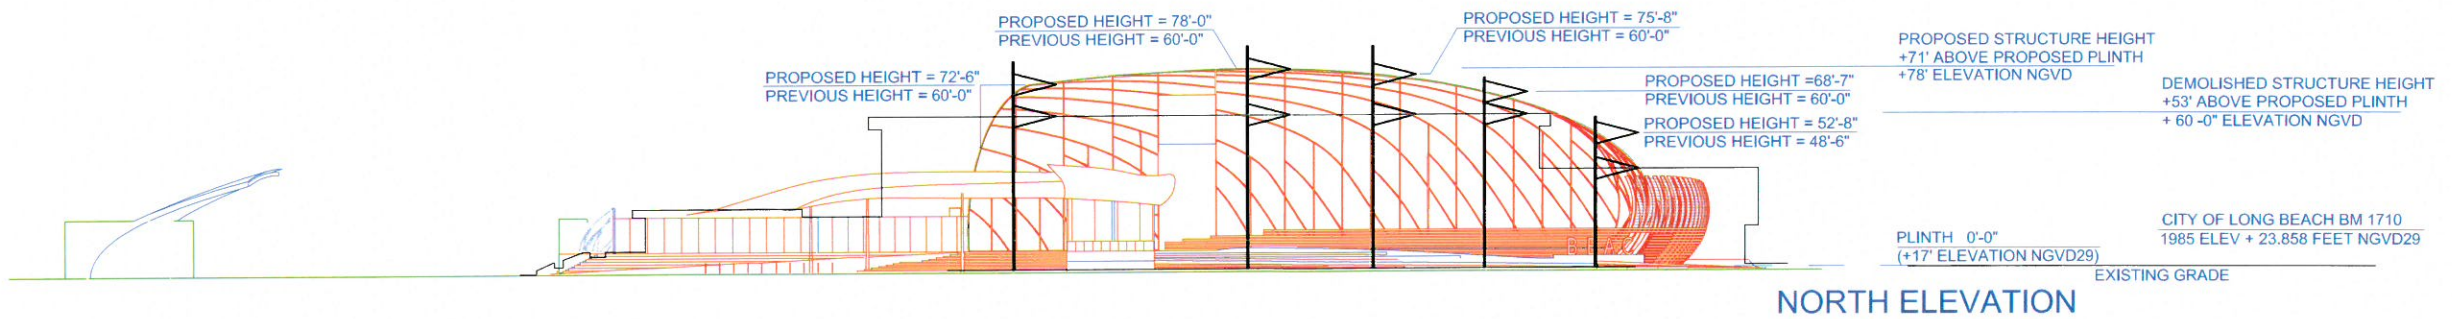 PROPOSED HEIGHT = 78'-0"
PREVIOUS HEIGHT = 60'-0"
PROPOSED HEIGHT = 75'-8"
PREVIOUS HEIGHT = 60'-0"
PROPOSED HEIGHT = 72'-6"
PREVIOUS HEIGHT = 60'-0"
PROPOSED HEIGHT =68'-7"
PREVIOUS HEIGHT = 60'-0"
PROPOSED HEIGHT = 52'-8"
PREVIOUS HEIGHT = 48'-6"
PROPOSED STRUCTURE HEIGHT
+71' ABOVE PROPOSED PLINTH
+78' ELEVATION NGVD
DEMOLISHED STRUCTURE HEIGHT
+53' ABOVE PROPOSED PLINTH
+ 60 -0" ELEVATION NGVD
CITY OF LONG BEACH BM 1710
1985 ELEV + 23.858 FEET NGVD29
PLINTH 0'-0"
(+17' ELEVATION NGVD29)
EXISTING GRADE
NORTH ELEVATION